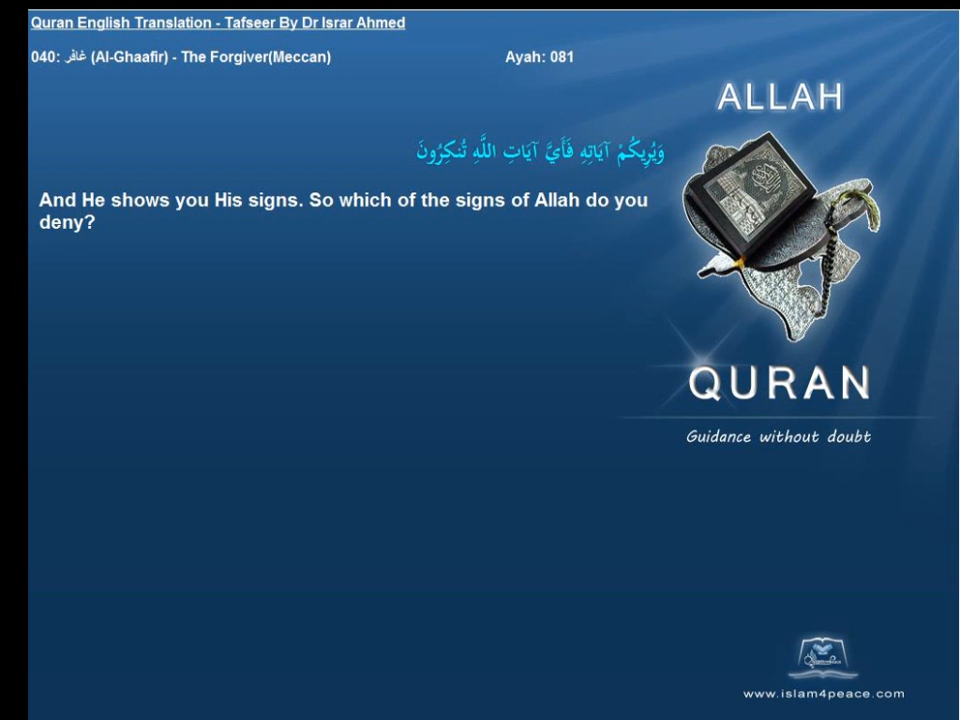 Quran English Translation - Tafseer By Dr Israr Ahmed
040: غافر (Al-Ghaafir) - The Forgiver(Meccan) Ayah: 081
ALLAH
وَيُرِيكُمْ آيَاتِهِ فَأَيَّ آيَاتِ اللَّهِ تُنكِرُونَ
And He shows you His signs. So which of the signs of Allah do you
deny?
QURAN
Guidance without doubt
www.islam4peace.com